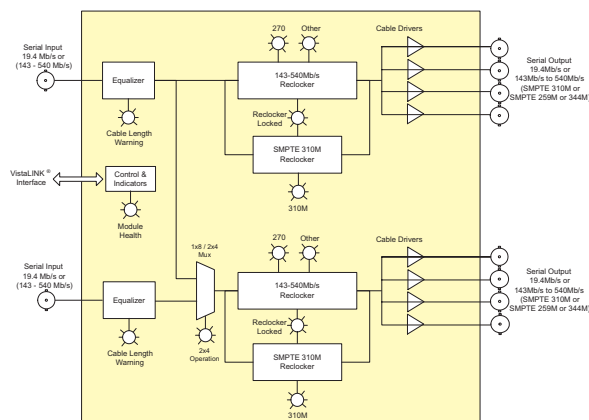 Serial Input
19.4 Mb/s or
(143 - 540 Mb/s)
Equalizer
Cable Length
Warning
270
Other
143-540Mb/s
Reclocker
Reclocker
Locked
SMPTE 310M
Reclocker
310M
Cable Drivers
Serial Output
19.4Mb/s or
143Mb/s to 540Mb/s
(SMPTE 310M or
SMPTE 259M or 344M)
VistaLINK ®
Interface
Control &
Indicators
Module
Health
1x8 / 2x4
Mux
Serial Input
19.4 Mb/s or
(143 - 540 Mb/s)
Equalizer
Cable Length
Warning
2x4
Operation
270
Other
143-540Mb/s
Reclocker
Reclocker
Locked
SMPTE 310M
Reclocker
310M
Cable Drivers
Serial Output
19.4Mb/s or
143Mb/s to 540Mb/s
(SMPTE 310M or
SMPTE 259M or 344M)